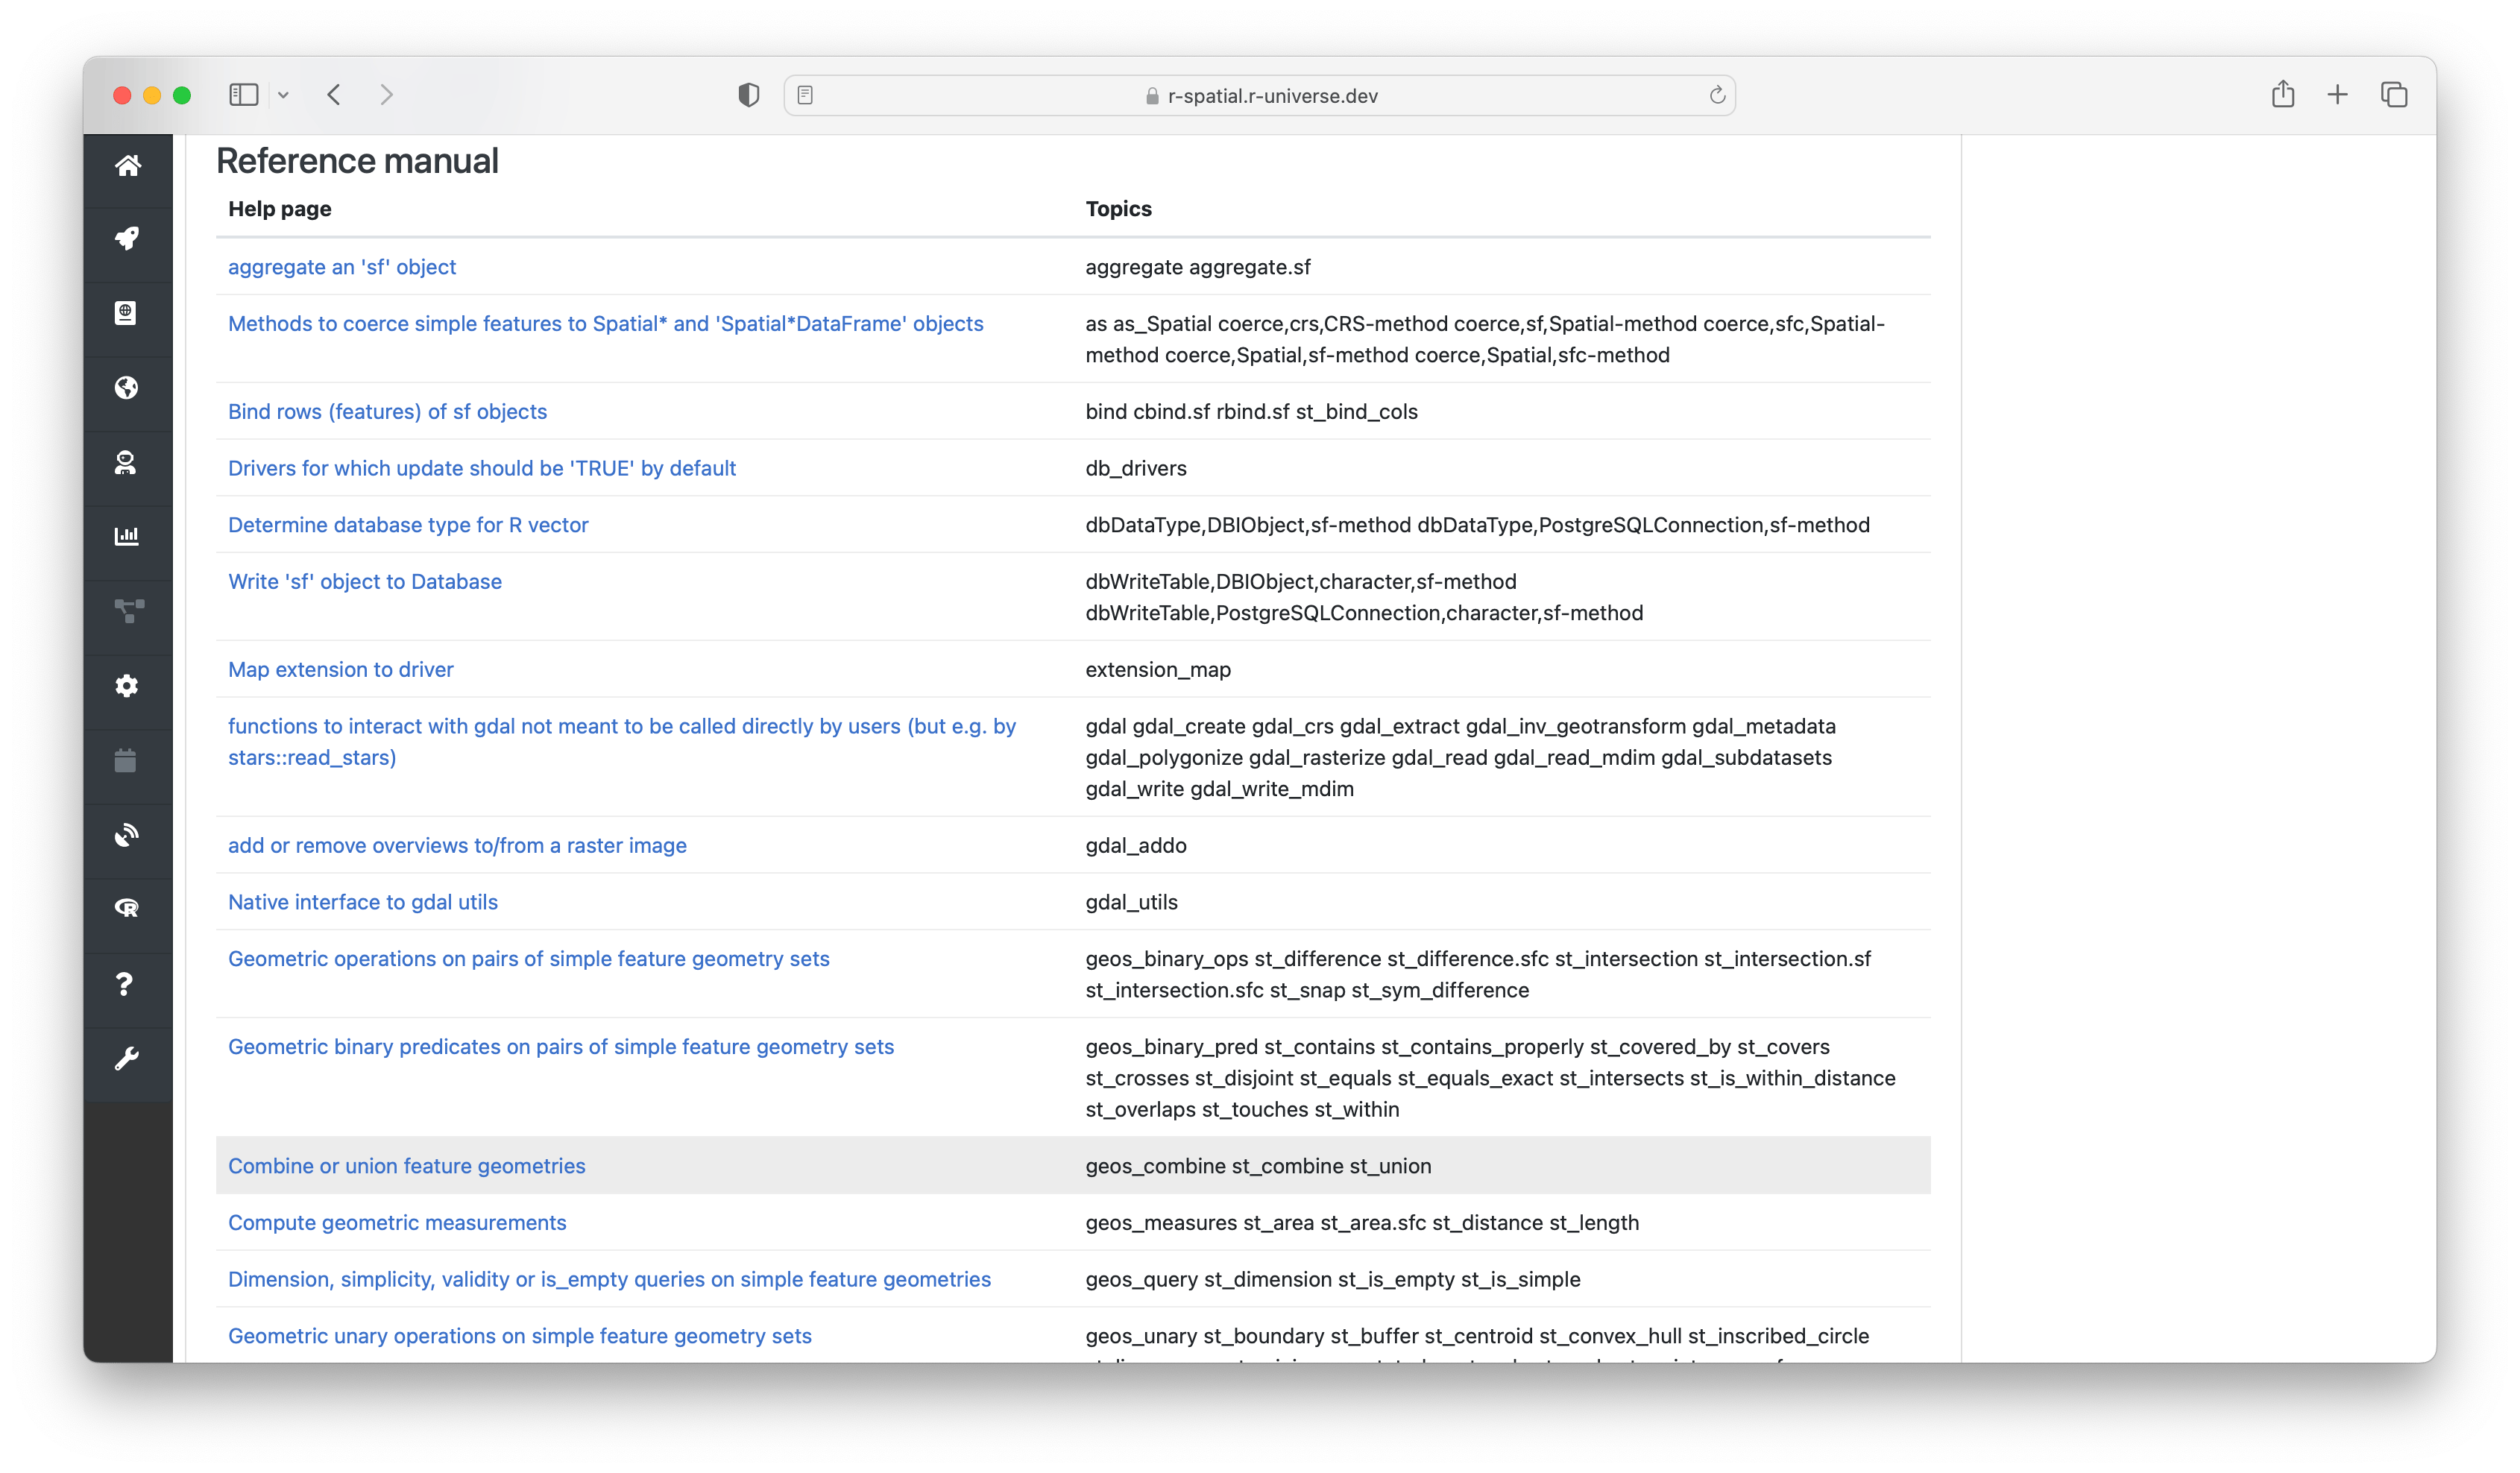 r-spatial.r-universe.dev
Reference manual
Help page
Topics
aggregate an 'sf' object
aggregate aggregate.sf
Methods to coerce simple features to Spatial* and 'Spatial*DataFrame' objects
as as_Spatial coerce,crs,CRS-method coerce,sf,Spatial-method coerce,sfc,Spatial-
method coerce,Spatial,sf-method coerce,Spatial,sfc-method
Bind rows (features) of sf objects
bind cbind.sf rbind.sf st_bind_cols
Drivers for which update should be 'TRUE' by default
db_drivers
Determine database type for R vector
dbDataType,DBIObject,sf-method dbDataType,PostgreSQLConnection,sf-method
Write 'sf' object to Database
dbWriteTable,DBIObject,character,sf-method
dbWriteTable,PostgreSQLConnection,character,sf-method
Map extension to driver
extension_map
functions to interact with gdal not meant to be called directly by users (but e.g. by
stars::read_stars)
gdal gdal_create gdal_crs gdal_extract gdal_inv_geotransform gdal_metadata
gdal_polygonize gdal_rasterize gdal_read gdal_read_mdim gdal_subdatasets
gdal_write gdal_write_mdim
add or remove overviews to/from a raster image
gdal_addo
Native interface to gdal utils
gdal_utils
Geometric operations on pairs of simple feature geometry sets
geos_binary_ops st_difference st_difference.sfc st_intersection st_intersection.sf
st_intersection.sfc st_snap st_sym_difference
Geometric binary predicates on pairs of simple feature geometry sets
geos_binary_pred st_contains st_contains_properly st_covered_by st_covers
st_crosses st_disjoint st_equals st_equals_exact st_intersects st_is_within_distance
st_overlaps st_touches st_within
Combine or union feature geometries
geos_combine st_combine st_union
Compute geometric measurements
geos_measures st_area st_area.sfc st_distance st_length
Dimension, simplicity, validity or is_empty queries on simple feature geometries
geos_query st_dimension st_is_empty st_is_simple
Geometric unary operations on simple feature geometry sets
geos_unary st_boundary st_buffer st_centroid st_convex_hull st_inscribed_circle